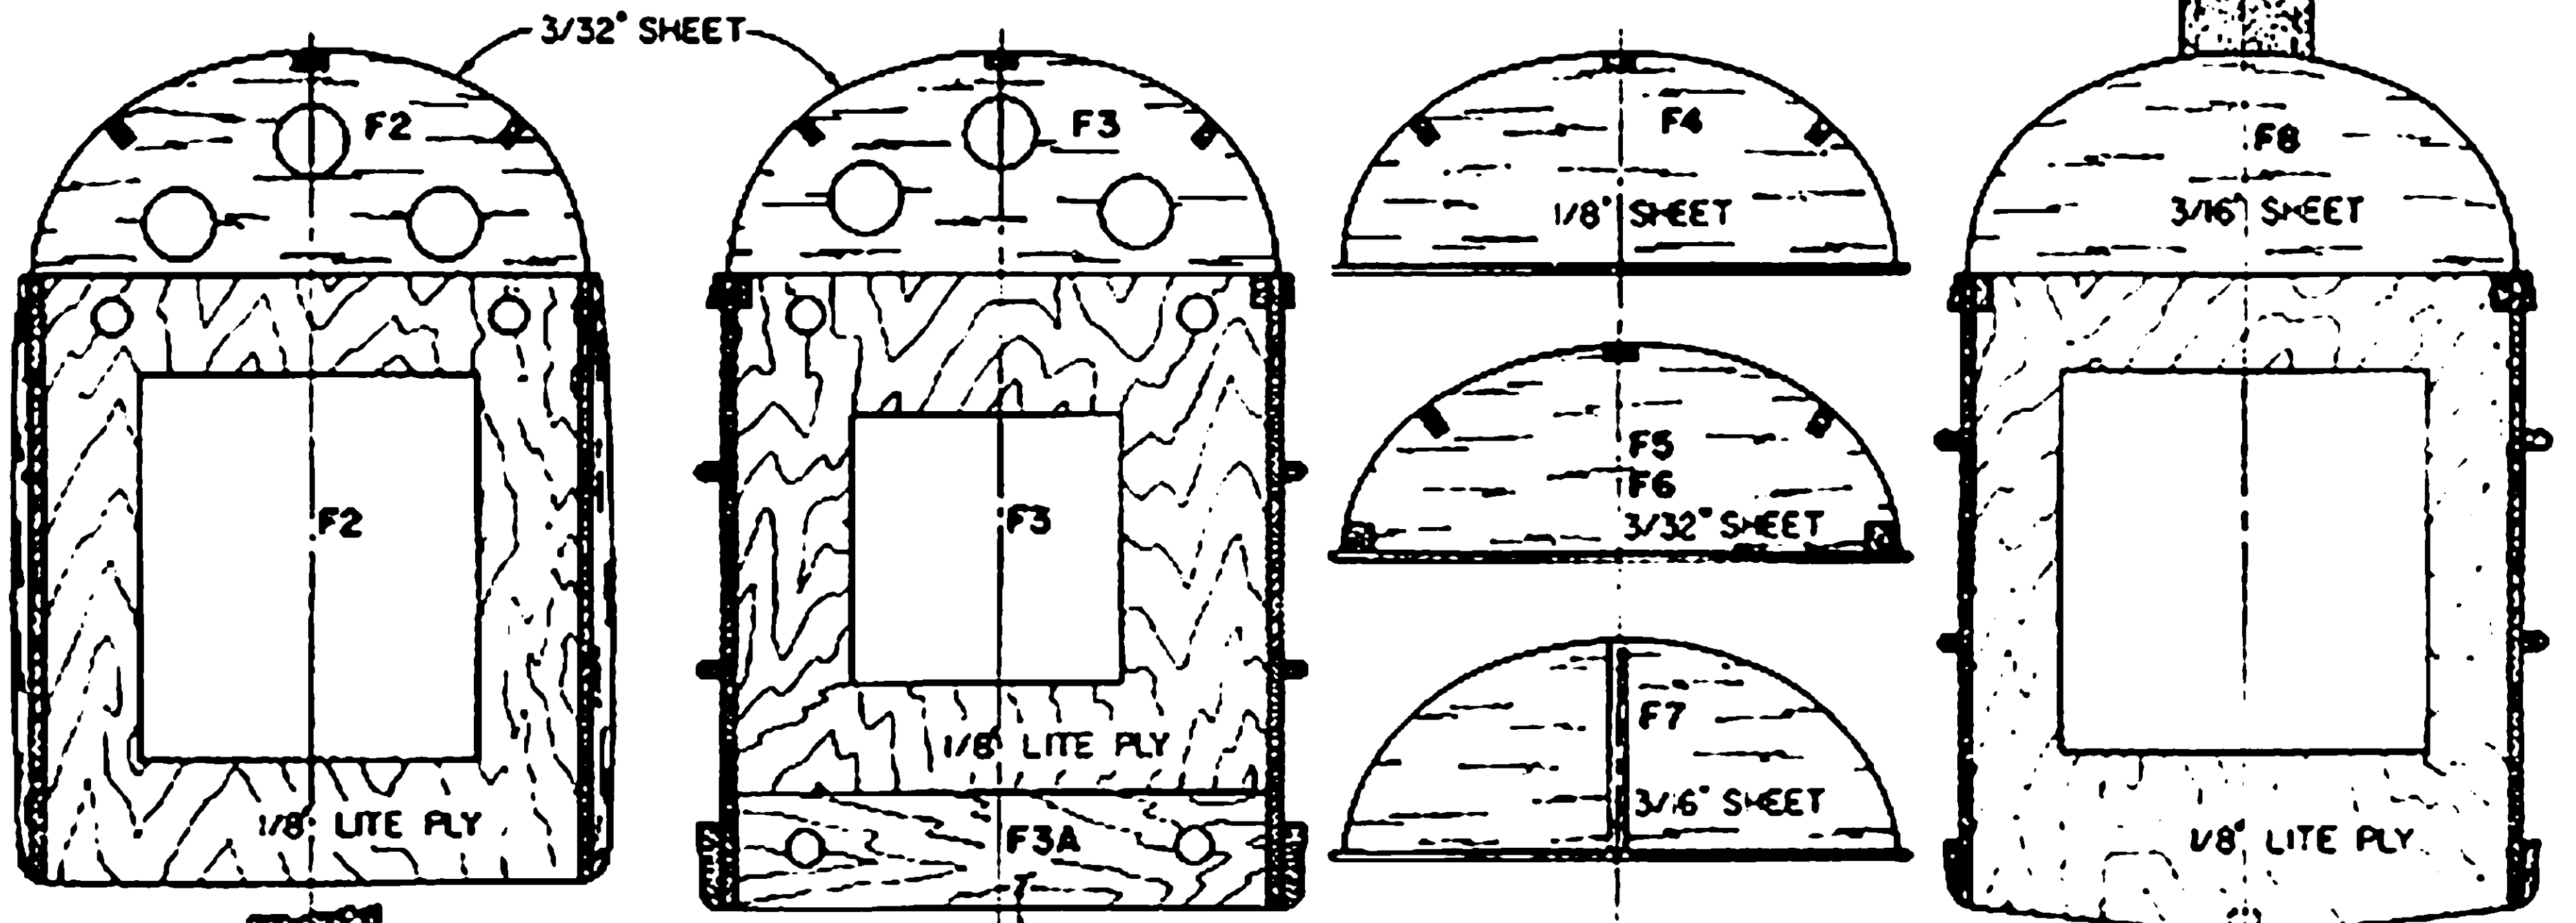 3/32" SHEET
F2
F2
1/8" LITE PLY
F3
F3
1/8" LITE PLY
F3A
F4
1/8" SHEET
F5
F6
3/32" SHEET
F7
3/16" SHEET
F8
3/16" SHEET
1/8" LITE PLY